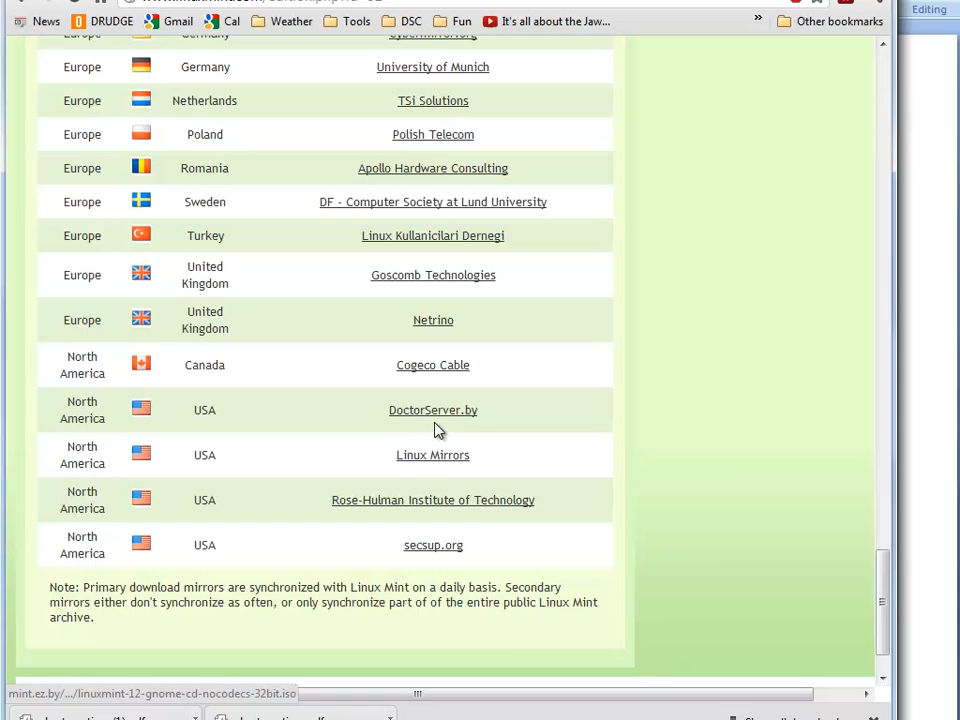 Editing
News DRUDGE Gmail Cal Weather Tools DSC Fun It's all about the Jaw... » Other bookmarks
Europe Germany Cybermirror.org
Europe Germany University of Munich
Europe Netherlands TSi Solutions
Europe Poland Polish Telecom
Europe Romania Apollo Hardware Consulting
Europe Sweden DF - Computer Society at Lund University
Europe Turkey Linux Kullanicilari Dernegi
Europe United Kingdom Goscomb Technologies
Europe United Kingdom Netrino
North America Canada Cogeco Cable
North America USA DoctorServer.by
North America USA Linux Mirrors
North America USA Rose-Hulman Institute of Technology
North America USA secsup.org
Note: Primary download mirrors are synchronized with Linux Mint on a daily basis. Secondary
mirrors either don't synchronize as often, or only synchronize part of of the entire public Linux Mint
archive.
mint.ez.by/.../linuxmint-12-gnome-cd-nocodecs-32bit.iso